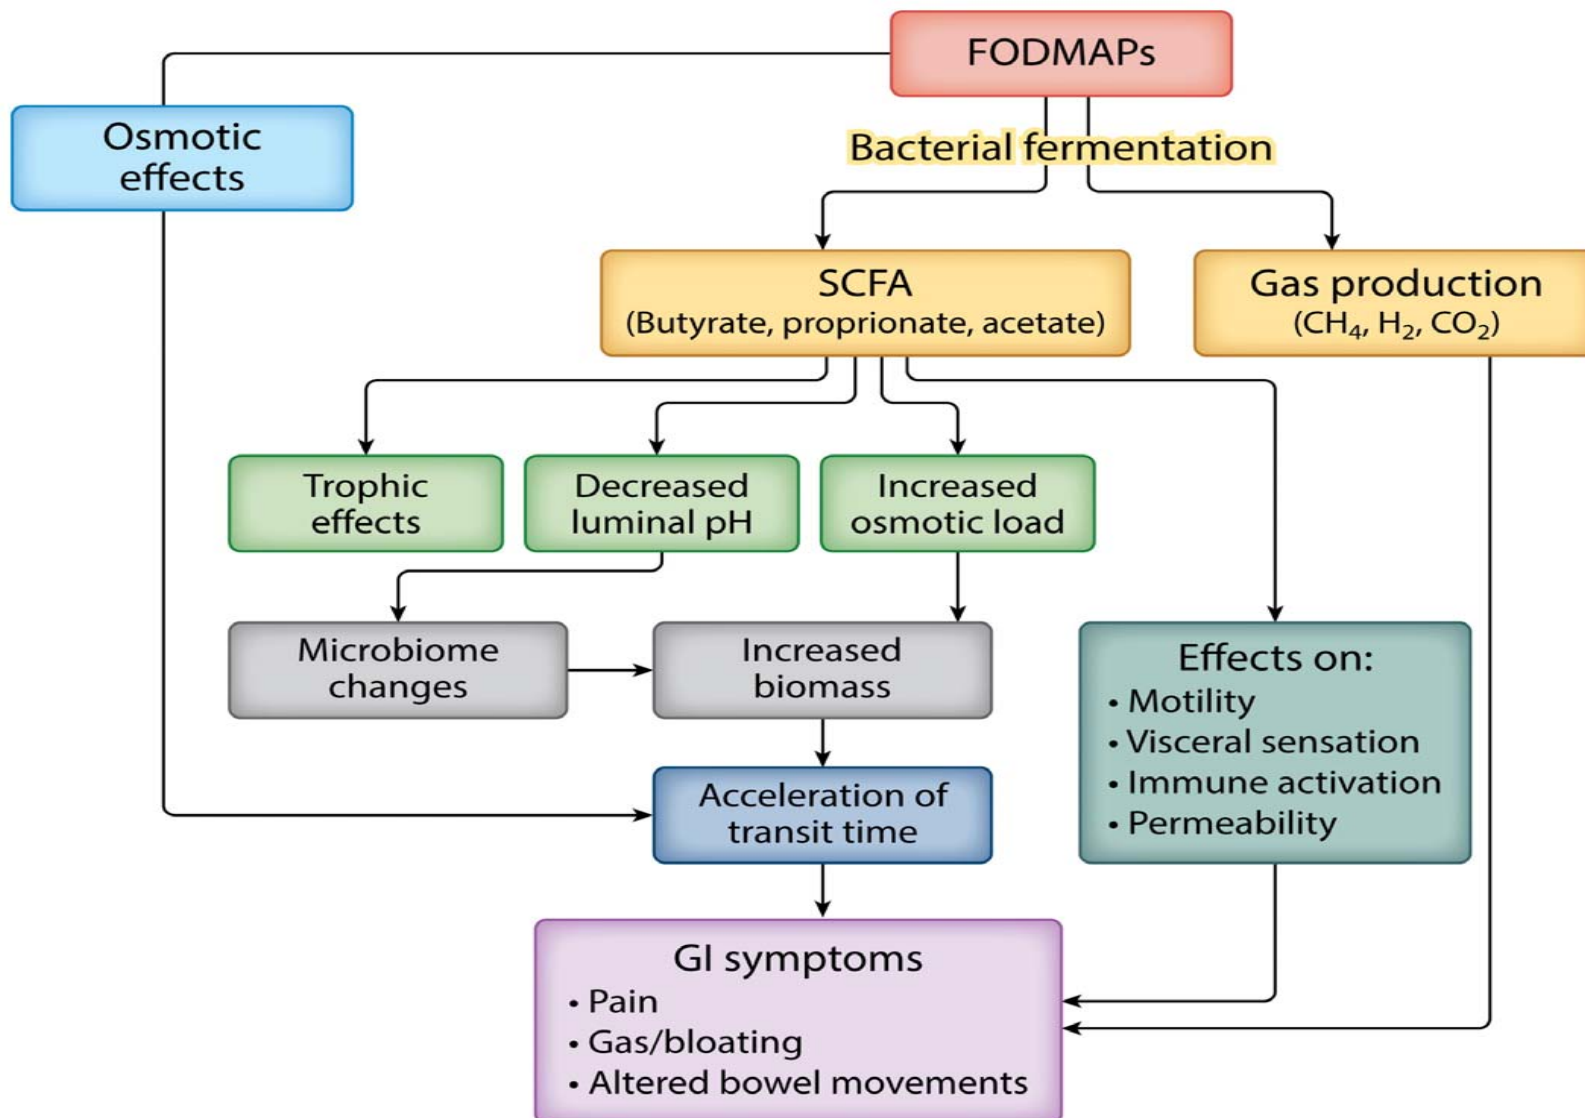 FODMAPs
Osmotic
effects
Bacterial fermentation
SCFA
(Butyrate, proprionate, acetate)
Gas production
(CH₄, H₂, CO₂)
Trophic
effects
Decreased
luminal pH
Increased
osmotic load
Microbiome
changes
Increased
biomass
Effects on:
• Motility
• Visceral sensation
• Immune activation
• Permeability
Acceleration of
transit time
GI symptoms
• Pain
• Gas/bloating
• Altered bowel movements